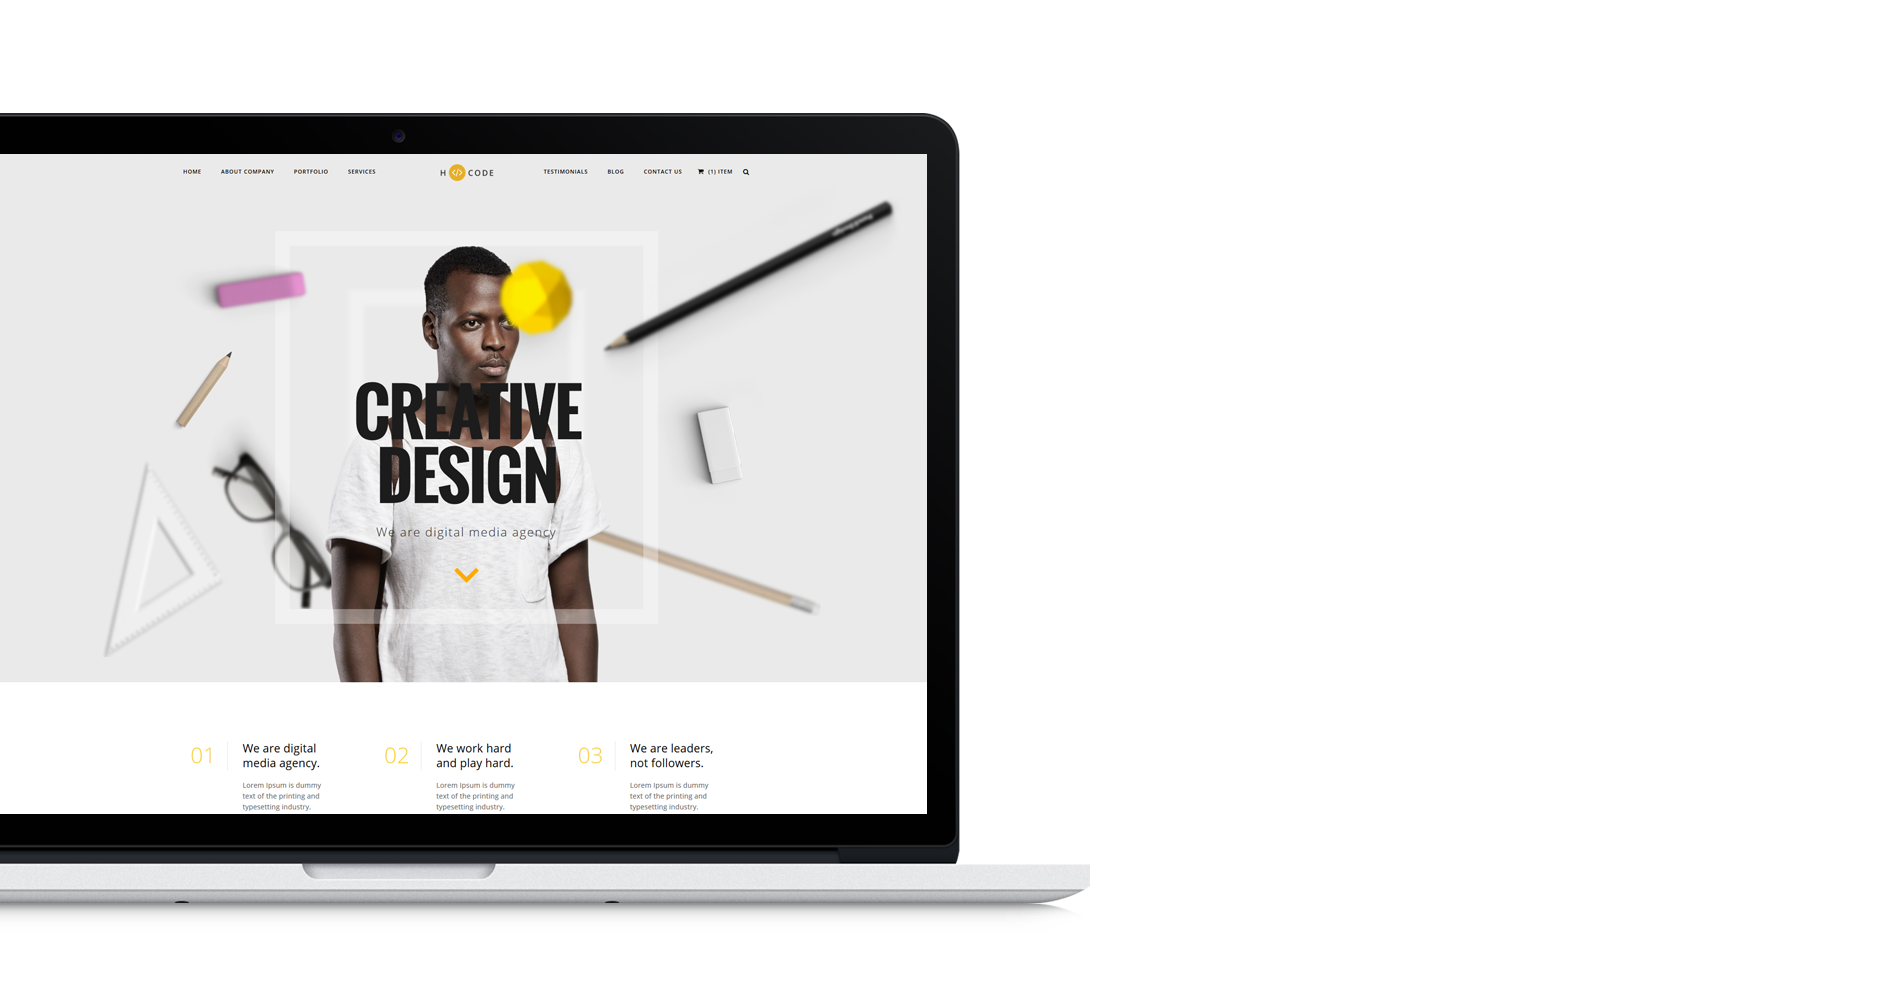 HOME ABOUT COMPANY PORTFOLIO SERVICES H </> CODE TESTIMONIALS BLOG CONTACT US (1) ITEM
CREATIVE
DESIGN
We are digital media agency
01
We are digital
media agency.
Lorem Ipsum is dummy
text of the printing and
typesetting industry.
02
We work hard
and play hard.
Lorem Ipsum is dummy
text of the printing and
typesetting industry.
03
We are leaders,
not followers.
Lorem Ipsum is dummy
text of the printing and
typesetting industry.